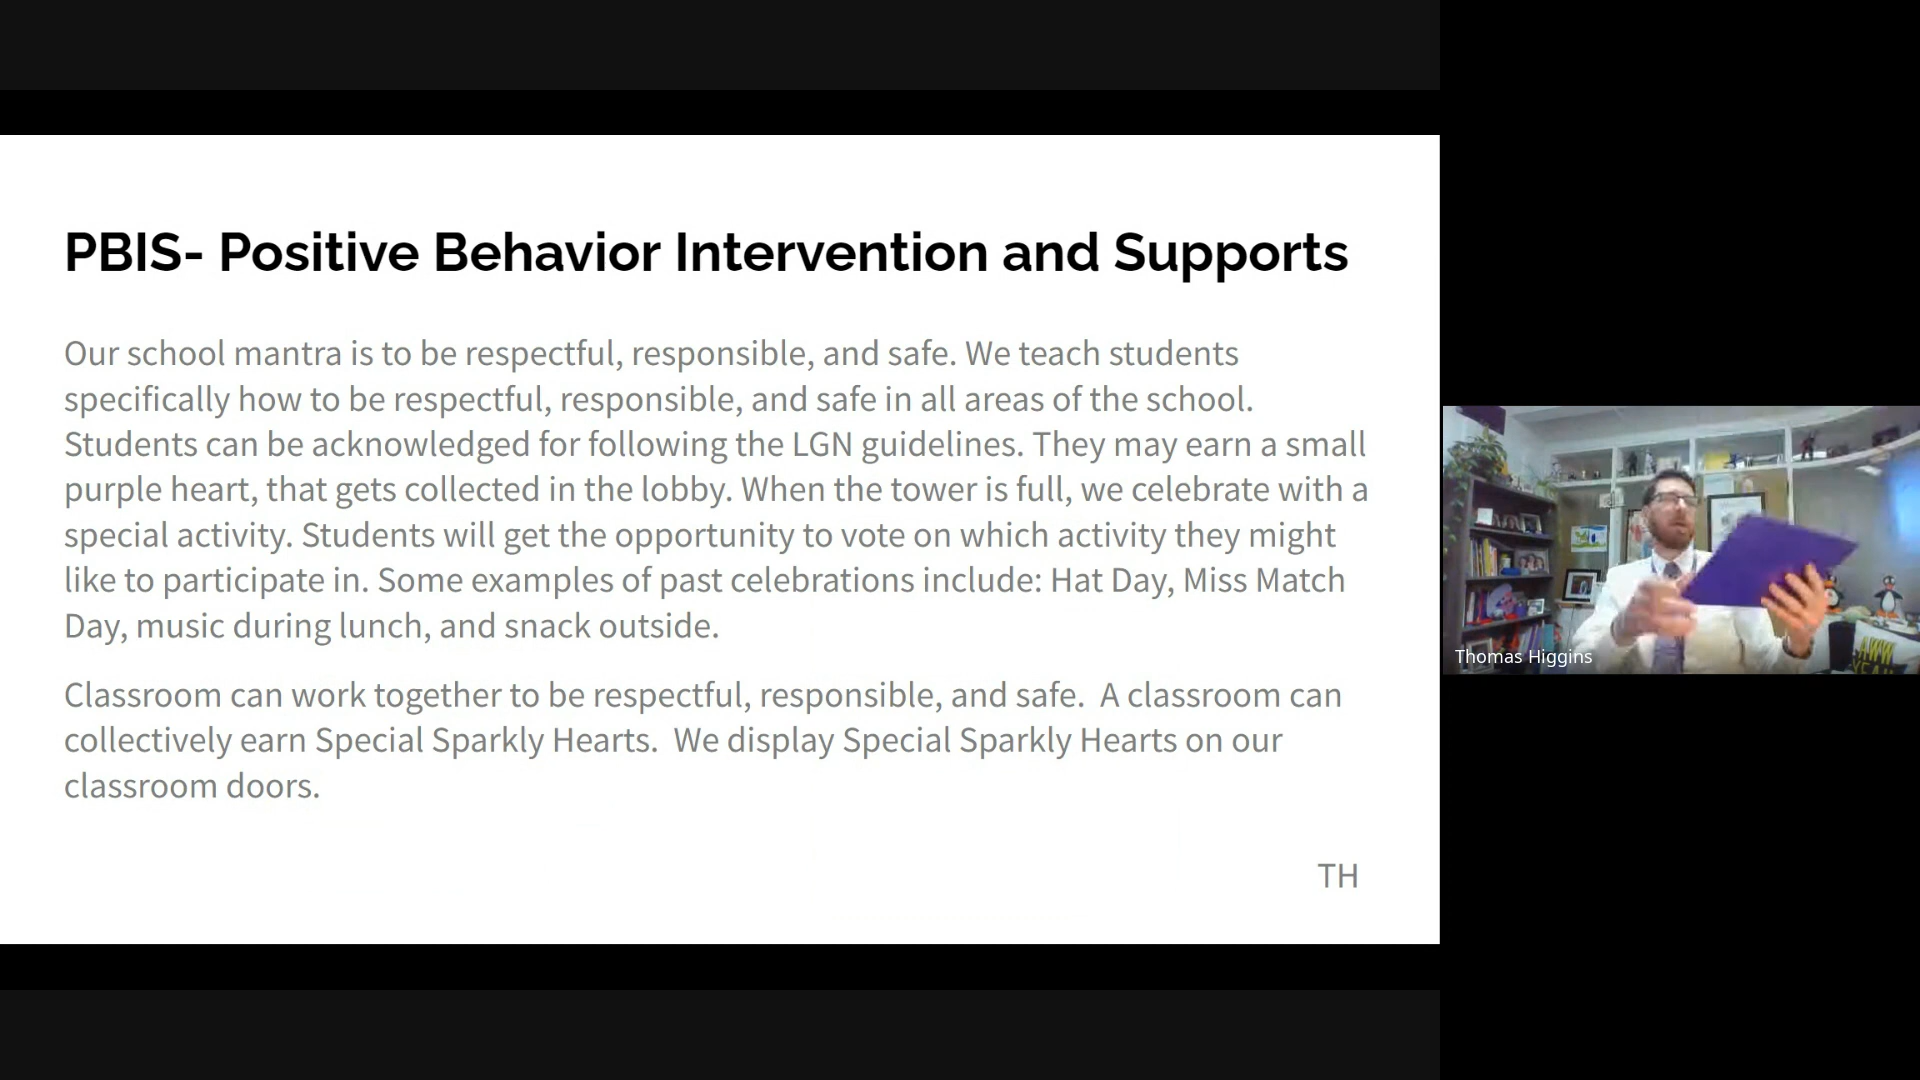 PBIS- Positive Behavior Intervention and Supports
Our school mantra is to be respectful, responsible, and safe. We teach students
specifically how to be respectful, responsible, and safe in all areas of the school.
Students can be acknowledged for following the LGN guidelines. They may earn a small
purple heart, that gets collected in the lobby. When the tower is full, we celebrate with a
special activity. Students will get the opportunity to vote on which activity they might
like to participate in. Some examples of past celebrations include: Hat Day, Miss Match
Day, music during lunch, and snack outside.
Classroom can work together to be respectful, responsible, and safe.  A classroom can
collectively earn Special Sparkly Hearts.  We display Special Sparkly Hearts on our
classroom doors.
TH
Thomas Higgins
AWW
YEAH